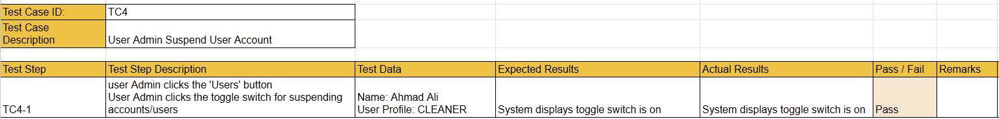 Test Case ID: TC4
Test Case
Description User Admin Suspend User Account
Test Step Test Step Description Test Data Expected Results Actual Results Pass / Fail Remarks
user Admin clicks the 'Users' button
User Admin clicks the toggle switch for suspending Name: Ahmad Ali
TC4-1 accounts/users User Profile: CLEANER System displays toggle switch is on System displays toggle switch is on Pass